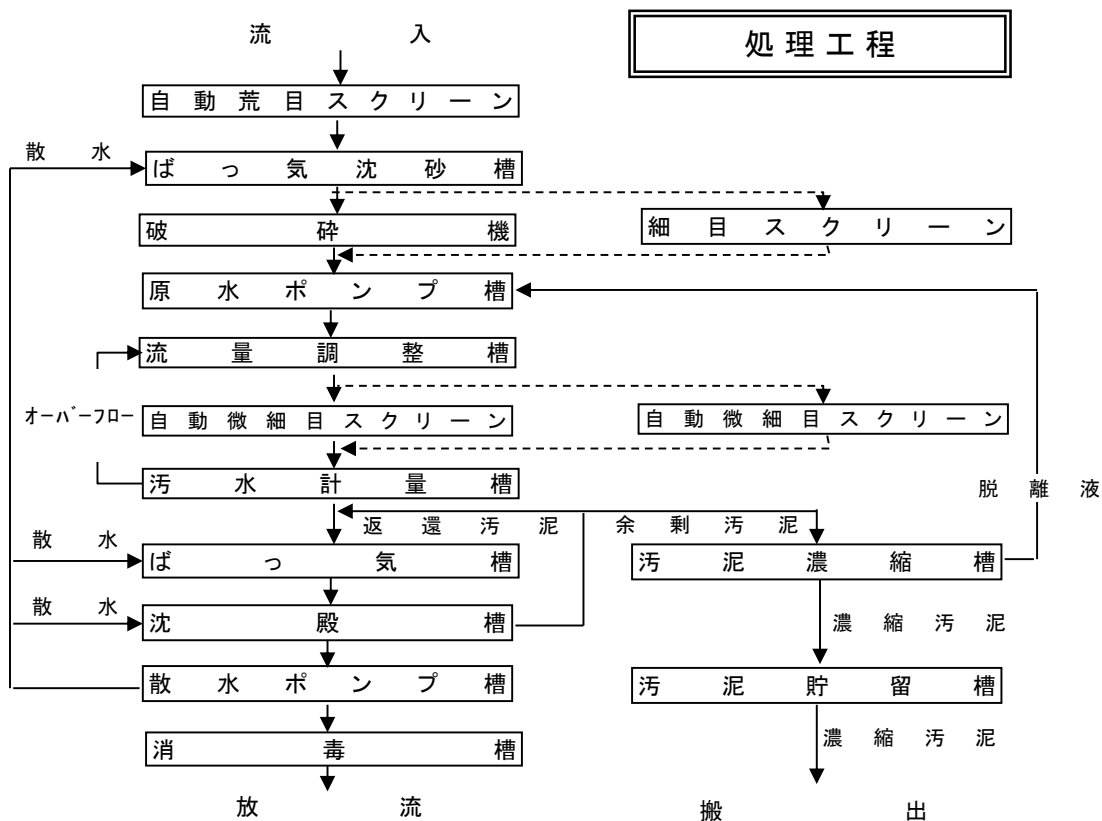 流入
処理工程
自動荒目スクリーン
散水
ばっ気沈砂槽
破砕機
細目スクリーン
原水ポンプ槽
流量調整槽
オーバーフロー
自動微細目スクリーン
自動微細目スクリーン
汚水計量槽
脱離液
返還汚泥
余剰汚泥
散水
ばっ気槽
汚泥濃縮槽
散水
沈殿槽
濃縮汚泥
散水ポンプ槽
汚泥貯留槽
消毒槽
濃縮汚泥
放流
搬出